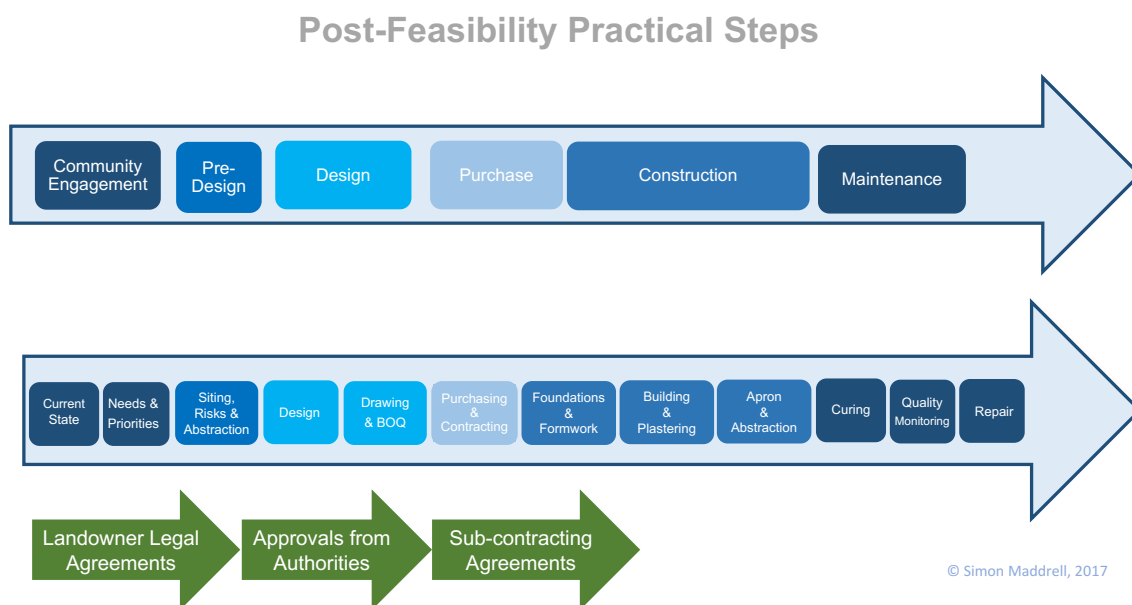 Post-Feasibility Practical Steps
Community
Engagement
Pre-
Design
Design
Purchase
Construction
Maintenance
Current
State
Needs &
Priorities
Siting,
Risks &
Abstraction
Design
Drawing
& BOQ
Purchasing
&
Contracting
Foundations
&
Formwork
Building
&
Plastering
Apron
&
Abstraction
Curing
Quality
Monitoring
Repair
Landowner Legal
Agreements
Approvals from
Authorities
Sub-contracting
Agreements
© Simon Maddrell, 2017